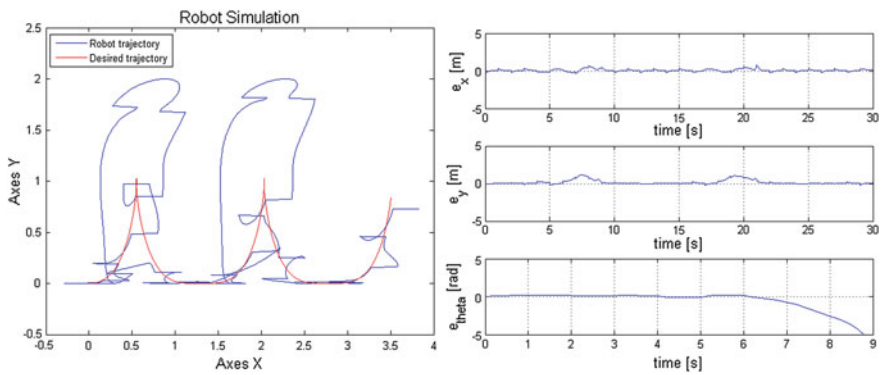 Robot Simulation
Robot trajectory
Desired trajectory
Axes Y
2.5
2
1.5
1
0.5
0
-0.5
-0.5 0 0.5 1 1.5 2 2.5 3 3.5 4
Axes X
e_x [m]
5
0
-5
0 5 10 15 20 25 30
time [s]
e_y [m]
5
0
-5
0 5 10 15 20 25 30
time [s]
e_theta [rad]
5
0
-5
0 1 2 3 4 5 6 7 8 9
time [s]